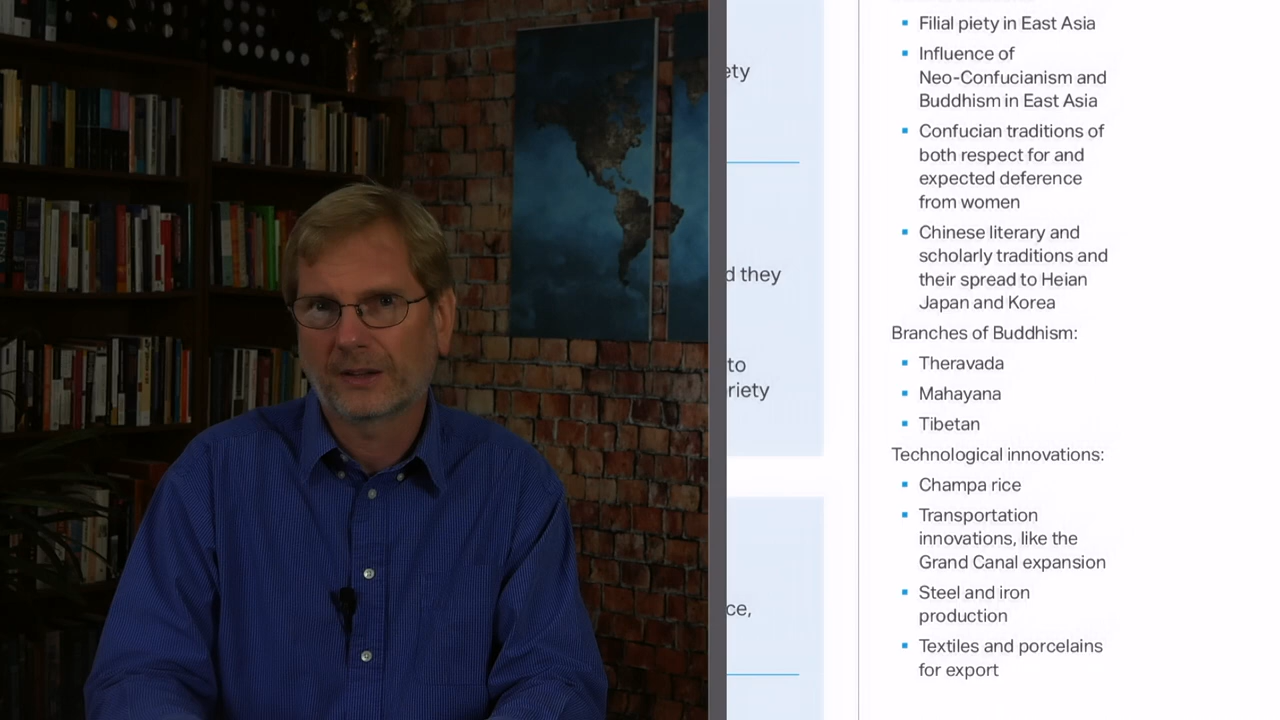 ety
d they
to
riety
ce,
Filial piety in East Asia
Influence of
Neo-Confucianism and
Buddhism in East Asia
Confucian traditions of
both respect for and
expected deference
from women
Chinese literary and
scholarly traditions and
their spread to Heian
Japan and Korea
Branches of Buddhism:
Theravada
Mahayana
Tibetan
Technological innovations:
Champa rice
Transportation
innovations, like the
Grand Canal expansion
Steel and iron
production
Textiles and porcelains
for export